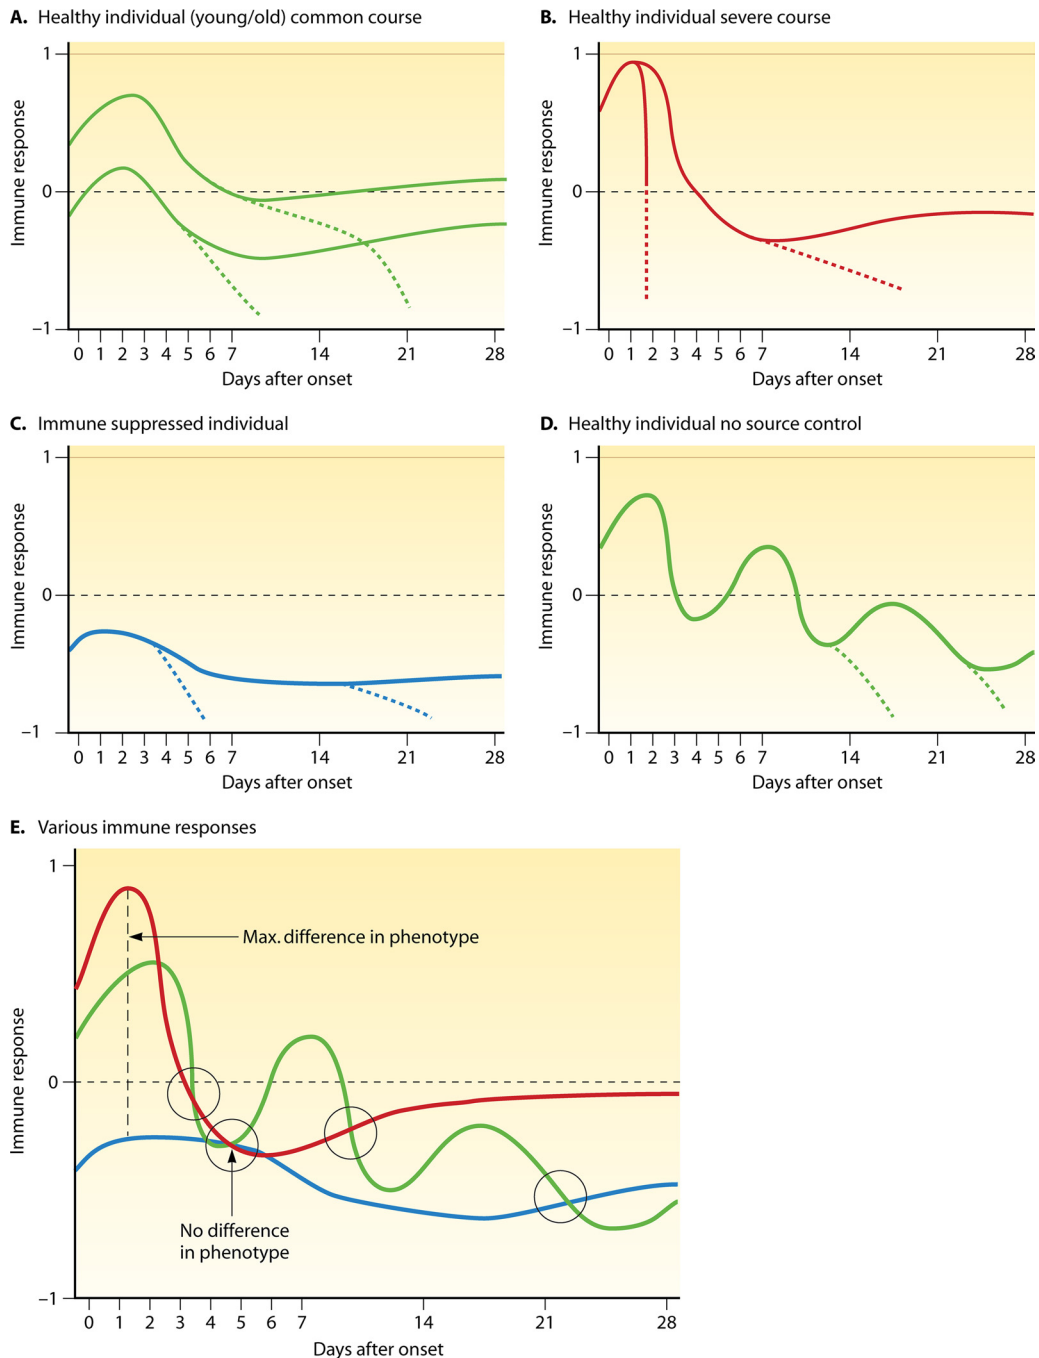 A. Healthy individual (young/old) common course
1
0
−1
Immune response
0 1 2 3 4 5 6 7 14 21 28
Days after onset
B. Healthy individual severe course
1
0
−1
Immune response
0 1 2 3 4 5 6 7 14 21 28
Days after onset
C. Immune suppressed individual
1
0
−1
Immune response
0 1 2 3 4 5 6 7 14 21 28
Days after onset
D. Healthy individual no source control
1
0
−1
Immune response
0 1 2 3 4 5 6 7 14 21 28
Days after onset
E. Various immune responses
1
0
−1
Immune response
Max. difference in phenotype
No difference
in phenotype
0 1 2 3 4 5 6 7 14 21 28
Days after onset